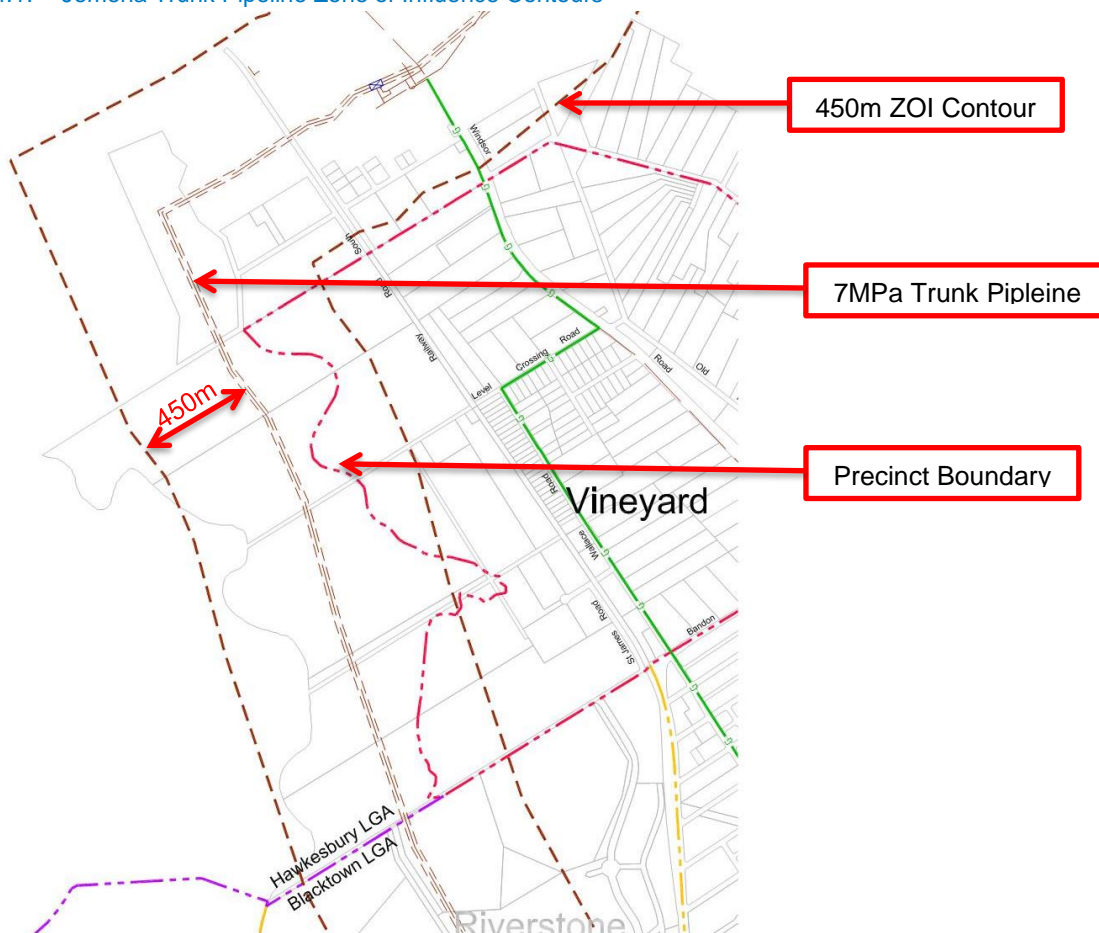 Jemena Trunk Pipeline Zone of Influence Contours
450m ZOI Contour
Windsor
South
Road
Railway
7MPa Trunk Pipleine
Level Crossing Road
Road
Old
450m
Precinct Boundary
Vineyard
Road
Wallace
Road
St James
Bandon
Hawkesbury LGA
Blacktown LGA
Riverstone